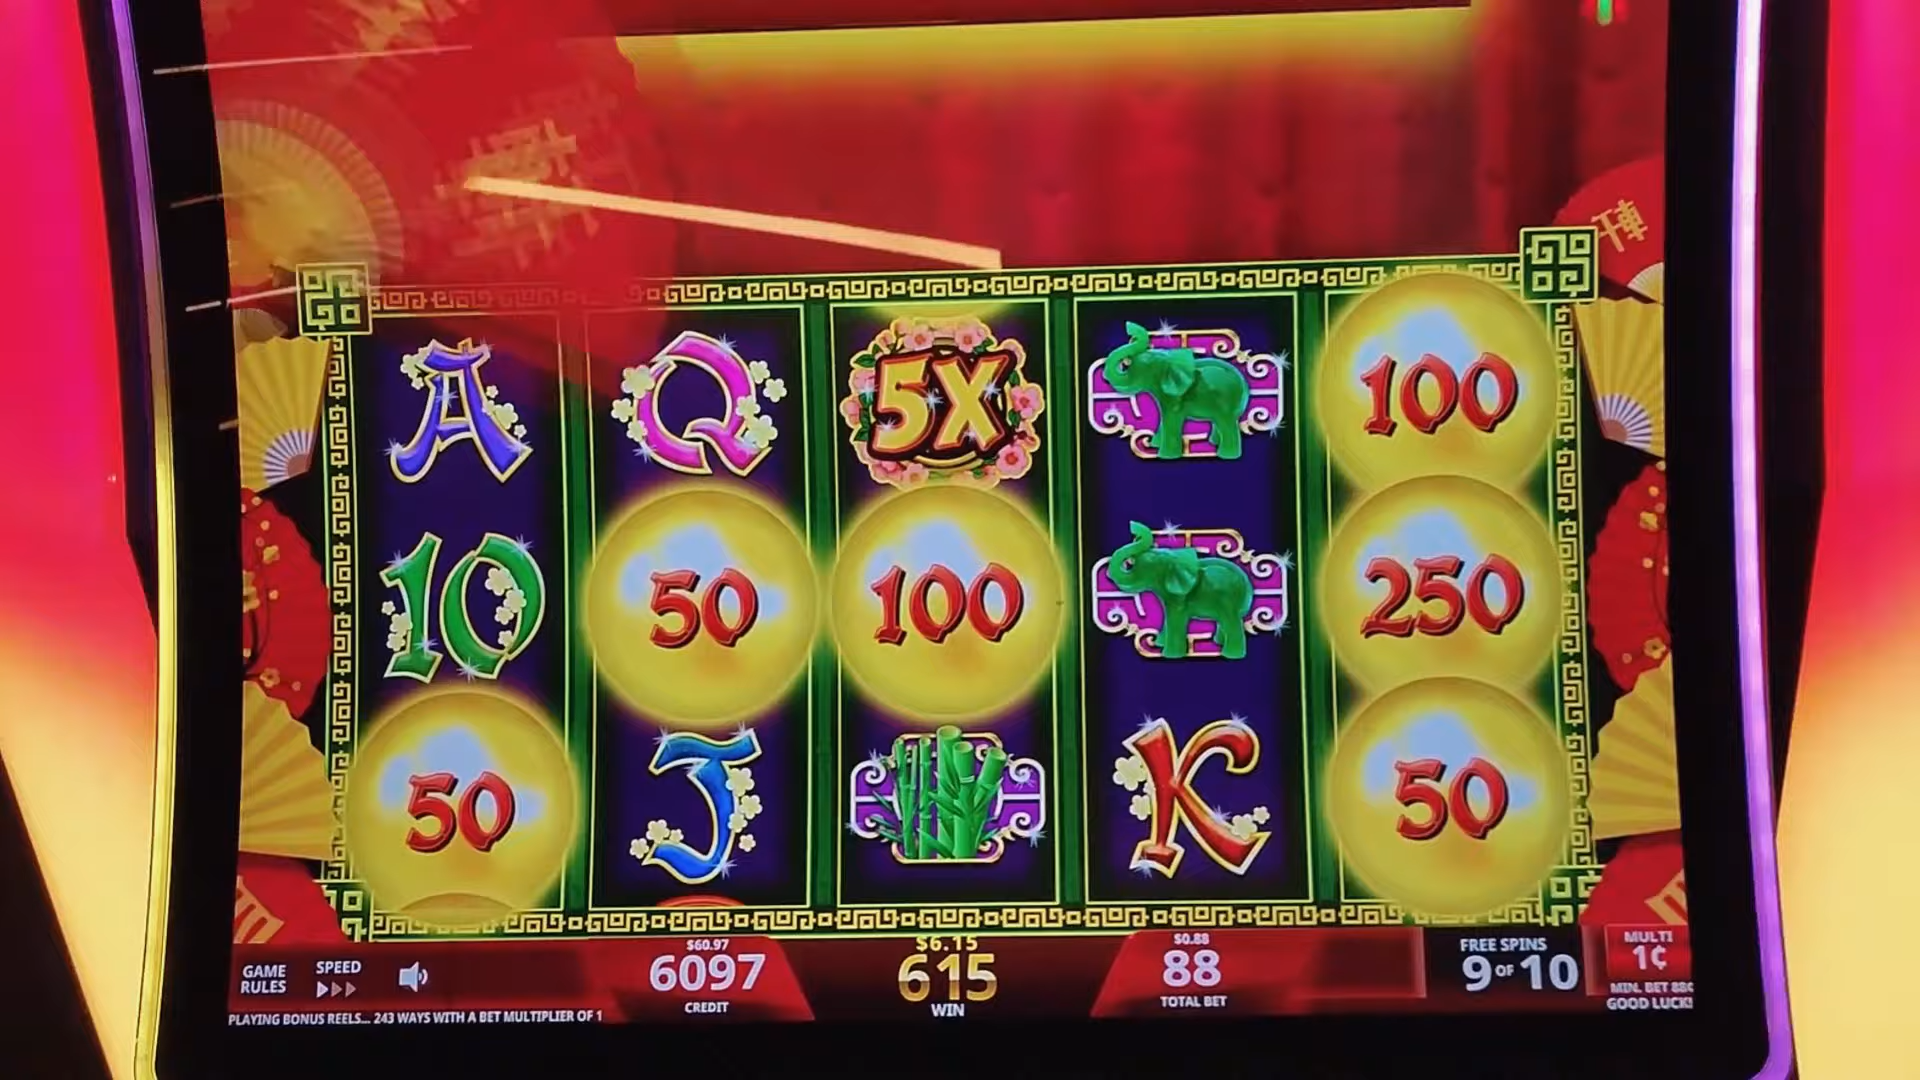 A Q 5X 100
10 50 100 250
50 J K 50
GAME RULES
SPEED
$60.97
6097
CREDIT
$6.15
615
WIN
$0.88
88
TOTAL BET
FREE SPINS
9 OF 10
MULTI
1¢
MIN. BET 88¢
GOOD LUCK!
PLAYING BONUS REELS... 243 WAYS WITH A BET MULTIPLIER OF 1